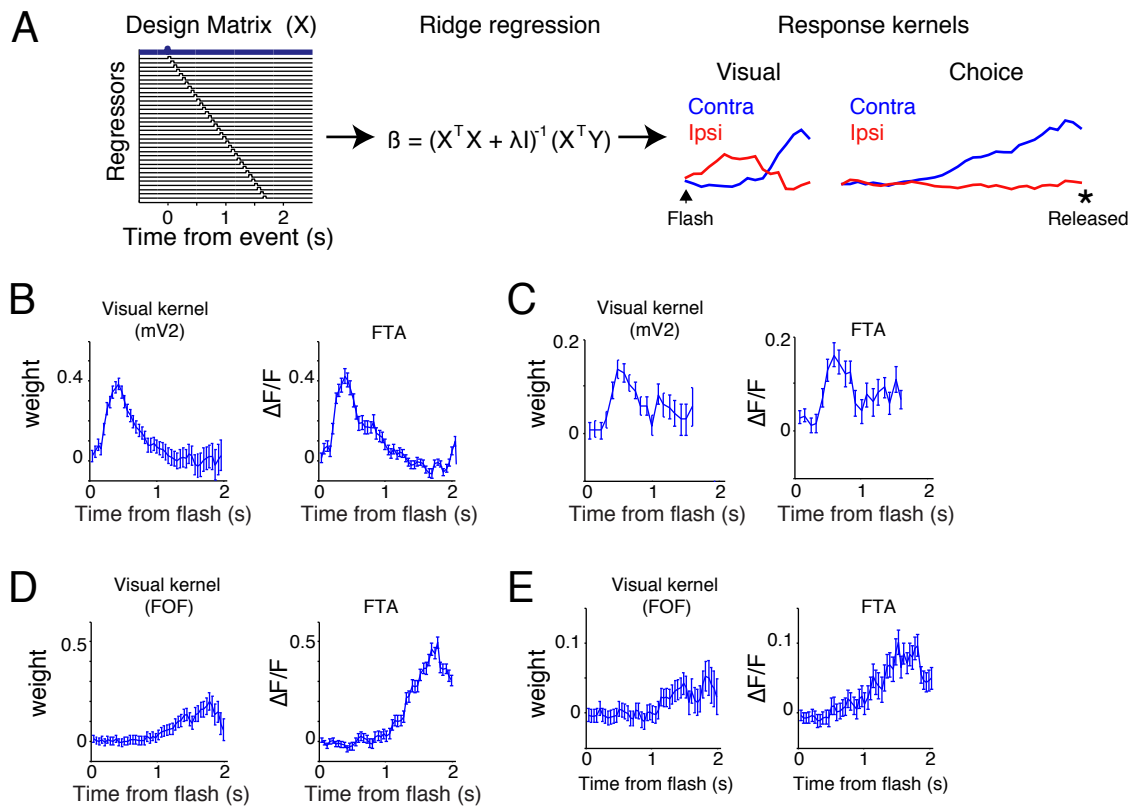 A
Design Matrix (X)
Ridge regression
Response kernels
Regressors
0 1 2
Time from event (s)
ß = (XᵀX + λI)⁻¹ (XᵀY)
Visual
Contra
Ipsi
Flash
Choice
Contra
Ipsi
*
Released
B
Visual kernel
(mV2)
weight
0.4
0
0 1 2
Time from flash (s)
FTA
ΔF/F
0.4
0
0 1 2
Time from flash (s)
C
Visual kernel
(mV2)
weight
0.2
0
0 1 2
Time from flash (s)
FTA
ΔF/F
0.2
0
0 1 2
Time from flash (s)
D
Visual kernel
(FOF)
weight
0.5
0
0 1 2
Time from flash (s)
FTA
ΔF/F
0.5
0
0 1 2
Time from flash (s)
E
Visual kernel
(FOF)
weight
0.1
0
0 1 2
Time from flash (s)
FTA
ΔF/F
0.1
0
0 1 2
Time from flash (s)